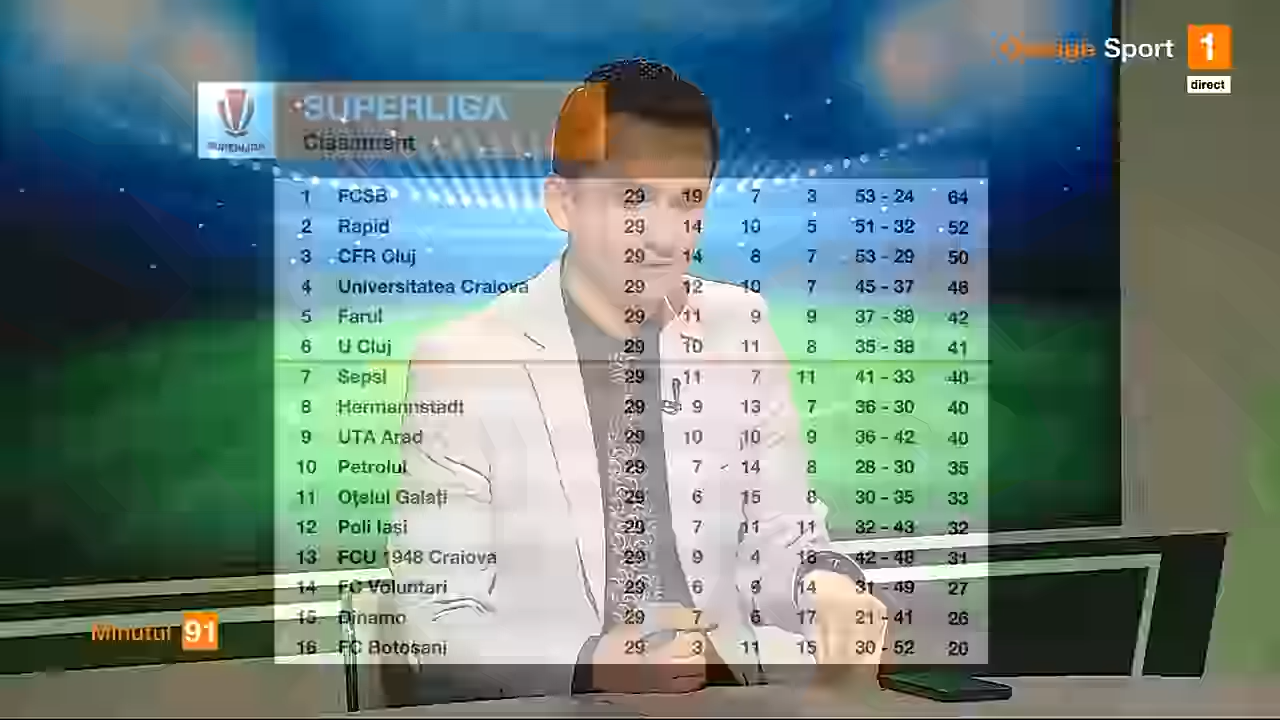 Orange Sport 1
direct
SUPERLIGA
SUPERLIGA
Clasament
1 FCSB 29 19 7 3 53 - 24 64
2 Rapid 29 14 10 5 51 - 32 52
3 CFR Cluj 29 14 8 7 53 - 29 50
4 Universitatea Craiova 29 12 10 7 45 - 37 46
5 Farul 29 11 9 9 37 - 38 42
6 U Cluj 29 10 11 8 35 - 38 41
7 Sepsi 29 11 7 11 41 - 33 40
8 Hermannstadt 29 9 13 7 36 - 30 40
9 UTA Arad 29 10 10 9 36 - 42 40
10 Petrolul 29 7 14 8 28 - 30 35
11 Oțelul Galați 29 6 15 8 30 - 35 33
12 Poli Iași 29 7 11 11 32 - 43 32
13 FCU 1948 Craiova 29 9 4 16 42 - 48 31
14 FC Voluntari 29 6 9 14 31 - 49 27
15 Dinamo 29 7 5 17 21 - 41 26
16 FC Botoșani 29 3 11 15 30 - 52 20
Minutul 91